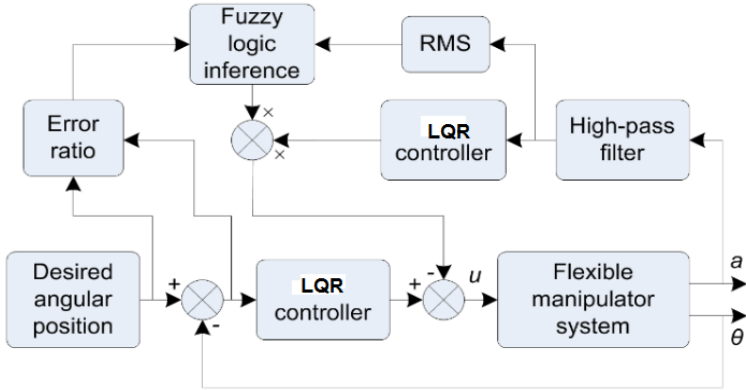 Fuzzy
logic
inference
RMS
Error
ratio
×
×
LQR
controller
High-pass
filter
Desired
angular
position
+
-
LQR
controller
+
-
u
Flexible
manipulator
system
a
θ